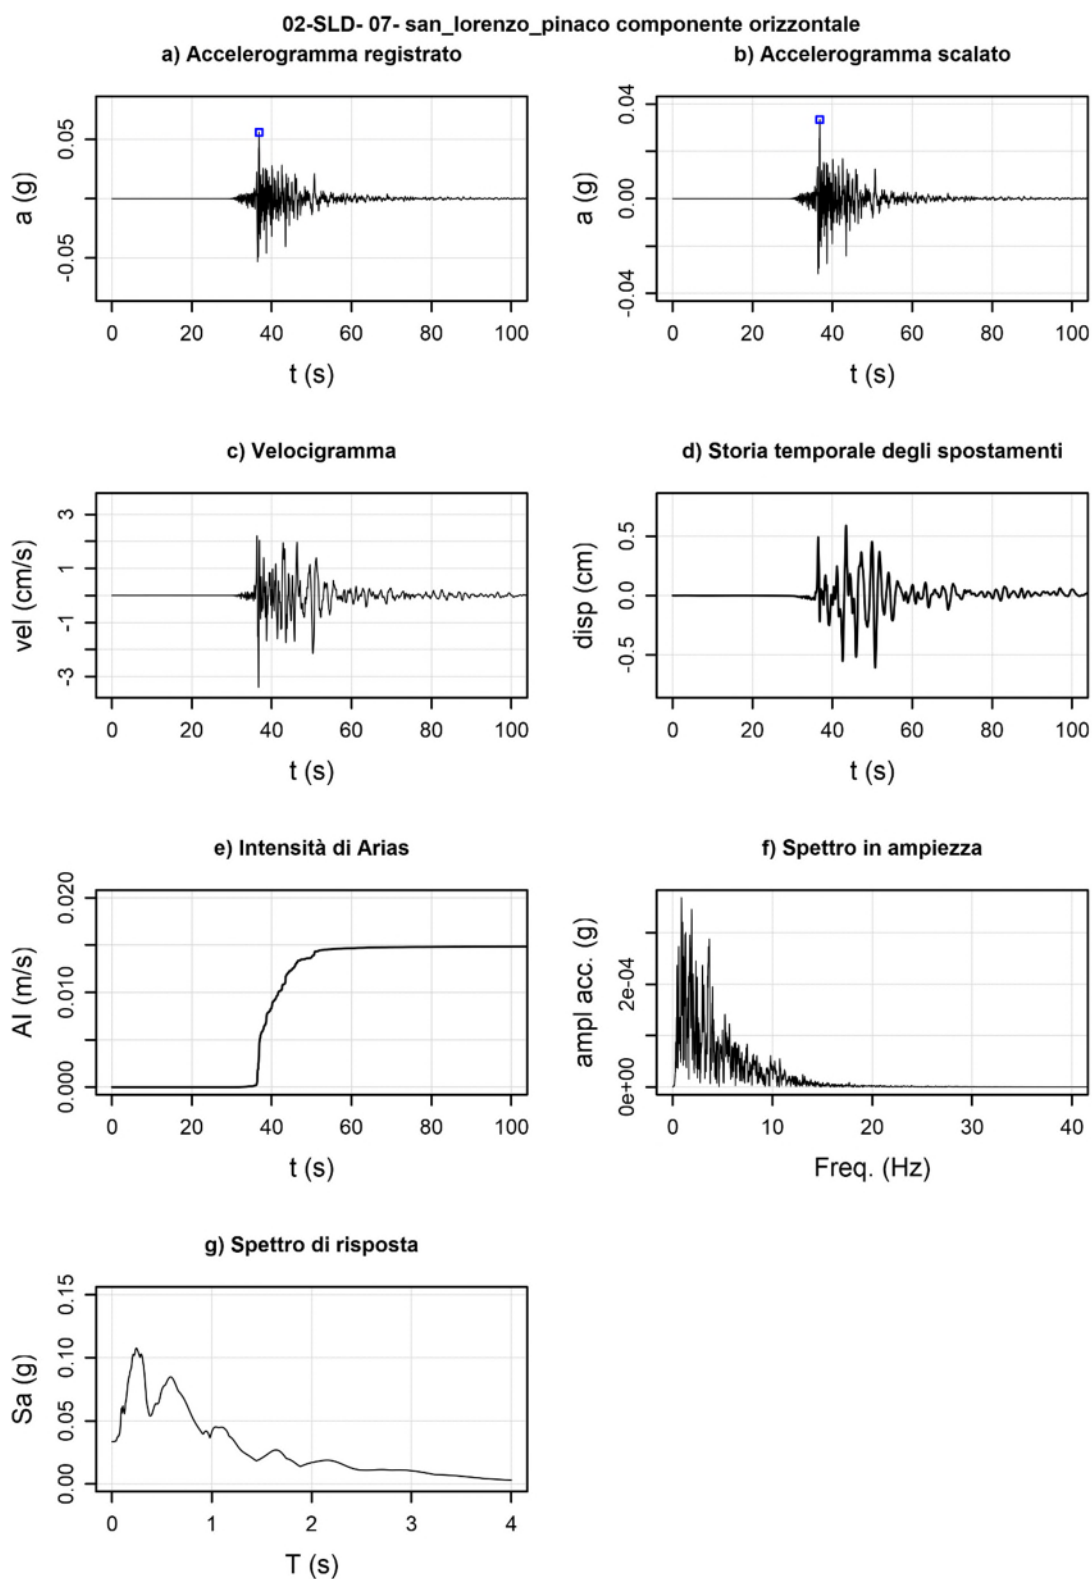 02-SLD- 07- san_lorenzo_pinaco componente orizzontale
a) Accelerogramma registrato
b) Accelerogramma scalato
a (g)
0.05
-0.05
0 20 40 60 80 100
t (s)
a (g)
0.04
0.00
-0.04
0 20 40 60 80 100
t (s)
c) Velocigramma
d) Storia temporale degli spostamenti
vel (cm/s)
3
1
-1
-3
0 20 40 60 80 100
t (s)
disp (cm)
0.5
0.0
-0.5
0 20 40 60 80 100
t (s)
e) Intensità di Arias
f) Spettro in ampiezza
AI (m/s)
0.020
0.010
0.000
0 20 40 60 80 100
t (s)
ampl acc. (g)
2e-04
0e+00
0 10 20 30 40
Freq. (Hz)
g) Spettro di risposta
Sa (g)
0.15
0.10
0.05
0.00
0 1 2 3 4
T (s)